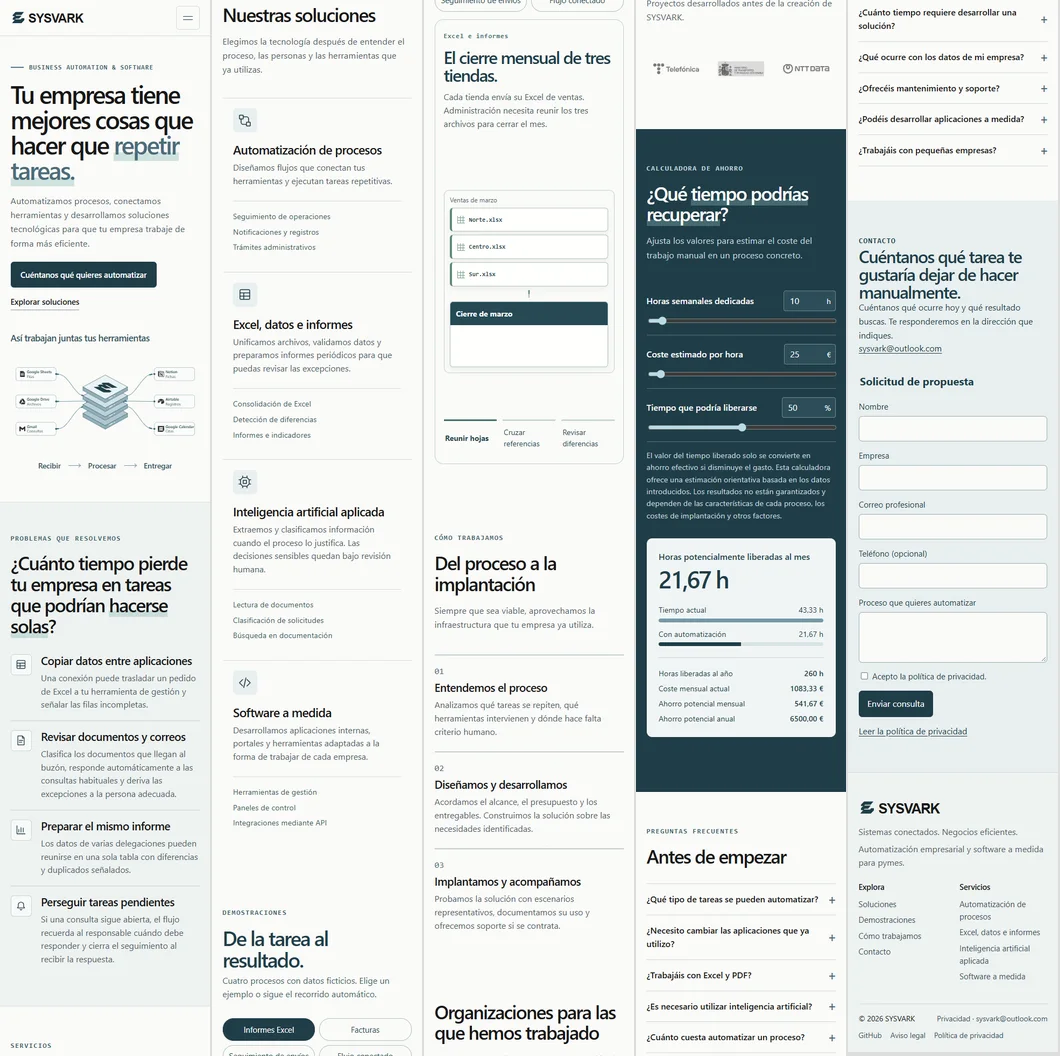 SYSVARK
BUSINESS AUTOMATION & SOFTWARE
Tu empresa tiene
mejores cosas que
hacer que repetir
tareas.
Automatizamos procesos, conectamos
herramientas y desarrollamos soluciones
tecnológicas para que tu empresa trabaje de
forma más eficiente.
Cuéntanos qué quieres automatizar
Explorar soluciones
Así trabajan juntas tus herramientas
Google Sheets
Google Drive
Gmail
Notion
Airtable
Google Calendar
Recibir
Procesar
Entregar
PROBLEMAS QUE RESOLVEMOS
¿Cuánto tiempo pierde
tu empresa en tareas
que podrían hacerse
solas?
Copiar datos entre aplicaciones
Una conexión puede trasladar un pedido
de Excel a tu herramienta de gestión y
señalar las filas incompletas.
Revisar documentos y correos
Clasifica los documentos que llegan al
buzón, responde automáticamente a las
consultas habituales y deriva las
excepciones a la persona adecuada.
Preparar el mismo informe
Los datos de varias delegaciones pueden
reunirse en una sola tabla con diferencias
y duplicados señalados.
Perseguir tareas pendientes
Si una consulta sigue abierta, el flujo
recuerda al responsable cuándo debe
responder y cierra el seguimiento al
recibir la respuesta.
SERVICIOS
Nuestras soluciones
Elegimos la tecnología después de entender el
proceso, las personas y las herramientas que
ya utilizas.
Automatización de procesos
Diseñamos flujos que conectan tus
herramientas y ejecutan tareas repetitivas.
Seguimiento de operaciones
Notificaciones y registros
Trámites administrativos
Excel, datos e informes
Unificamos archivos, validamos datos y
preparamos informes periódicos para que
puedas revisar las excepciones.
Consolidación de Excel
Detección de diferencias
Informes e indicadores
Inteligencia artificial aplicada
Extraemos y clasificamos información
cuando el proceso lo justifica. Las
decisiones sensibles quedan bajo revisión
humana.
Lectura de documentos
Clasificación de solicitudes
Búsqueda en documentación
Software a medida
Desarrollamos aplicaciones internas,
portales y herramientas adaptadas a la
forma de trabajar de cada empresa.
Herramientas de gestión
Paneles de control
Integraciones mediante API
DEMOSTRACIONES
De la tarea al
resultado.
Cuatro procesos con datos ficticios. Elige un
ejemplo o sigue el recorrido automático.
Informes Excel
Facturas
Seguimiento de envíos
Flujo conectado
Seguimiento de envíos
Flujo conectado
Excel e informes
El cierre mensual de tres
tiendas.
Cada tienda envía su Excel de ventas.
Administración necesita reunir los tres
archivos para cerrar el mes.
Ventas de marzo
Norte.xlsx
Centro.xlsx
Sur.xlsx
Cierre de marzo
Reunir hojas
Cruzar
referencias
Revisar
diferencias
CÓMO TRABAJAMOS
Del proceso a la
implantación
Siempre que sea viable, aprovechamos la
infraestructura que tu empresa ya utiliza.
01
Entendemos el proceso
Analizamos qué tareas se repiten, qué
herramientas intervienen y dónde hace falta
criterio humano.
02
Diseñamos y desarrollamos
Acordamos el alcance, el presupuesto y los
entregables. Construimos la solución sobre las
necesidades identificadas.
03
Implantamos y acompañamos
Probamos la solución con escenarios
representativos, documentamos su uso y
ofrecemos soporte si se contrata.
Organizaciones para las
que hemos trabajado
Proyectos desarrollados antes de la creación de
SYSVARK.
Telefónica
NTT DATA
CALCULADORA DE AHORRO
¿Qué tiempo podrías
recuperar?
Ajusta los valores para estimar el coste del
trabajo manual en un proceso concreto.
Horas semanales dedicadas
10 h
Coste estimado por hora
25 €
Tiempo que podría liberarse
50 %
El valor del tiempo liberado solo se convierte en
ahorro efectivo si disminuye el gasto. Esta calculadora
ofrece una estimación orientativa basada en los datos
introducidos. Los resultados no están garantizados y
dependen de las características de cada proceso, los
costes de implantación y otros factores.
Horas potencialmente liberadas al mes
21,67 h
Tiempo actual 43,33 h
Con automatización 21,67 h
Horas liberadas al año 260 h
Coste mensual actual 1083,33 €
Ahorro potencial mensual 541,67 €
Ahorro potencial anual 6500,00 €
PREGUNTAS FRECUENTES
Antes de empezar
¿Qué tipo de tareas se pueden automatizar? +
¿Necesito cambiar las aplicaciones que ya
utilizo? +
¿Trabajáis con Excel y PDF? +
¿Es necesario utilizar inteligencia artificial? +
¿Cuánto cuesta automatizar un proceso? +
¿Cuánto tiempo requiere desarrollar una
solución? +
¿Qué ocurre con los datos de mi empresa? +
¿Ofrecéis mantenimiento y soporte? +
¿Podéis desarrollar aplicaciones a medida? +
¿Trabajáis con pequeñas empresas? +
CONTACTO
Cuéntanos qué tarea te
gustaría dejar de hacer
manualmente.
Cuéntanos qué ocurre hoy y qué resultado
buscas. Te responderemos en la dirección que
indiques.
sysvark@outlook.com
Solicitud de propuesta
Nombre
Empresa
Correo profesional
Teléfono (opcional)
Proceso que quieres automatizar
Acepto la política de privacidad.
Enviar consulta
Leer la política de privacidad
SYSVARK
Sistemas conectados. Negocios eficientes.
Automatización empresarial y software a medida
para pymes.
Explora
Soluciones
Demostraciones
Cómo trabajamos
Contacto
Servicios
Automatización de
procesos
Excel, datos e informes
Inteligencia artificial
aplicada
Software a medida
© 2026 SYSVARK
Privacidad · sysvark@outlook.com
GitHub
Aviso legal
Política de privacidad